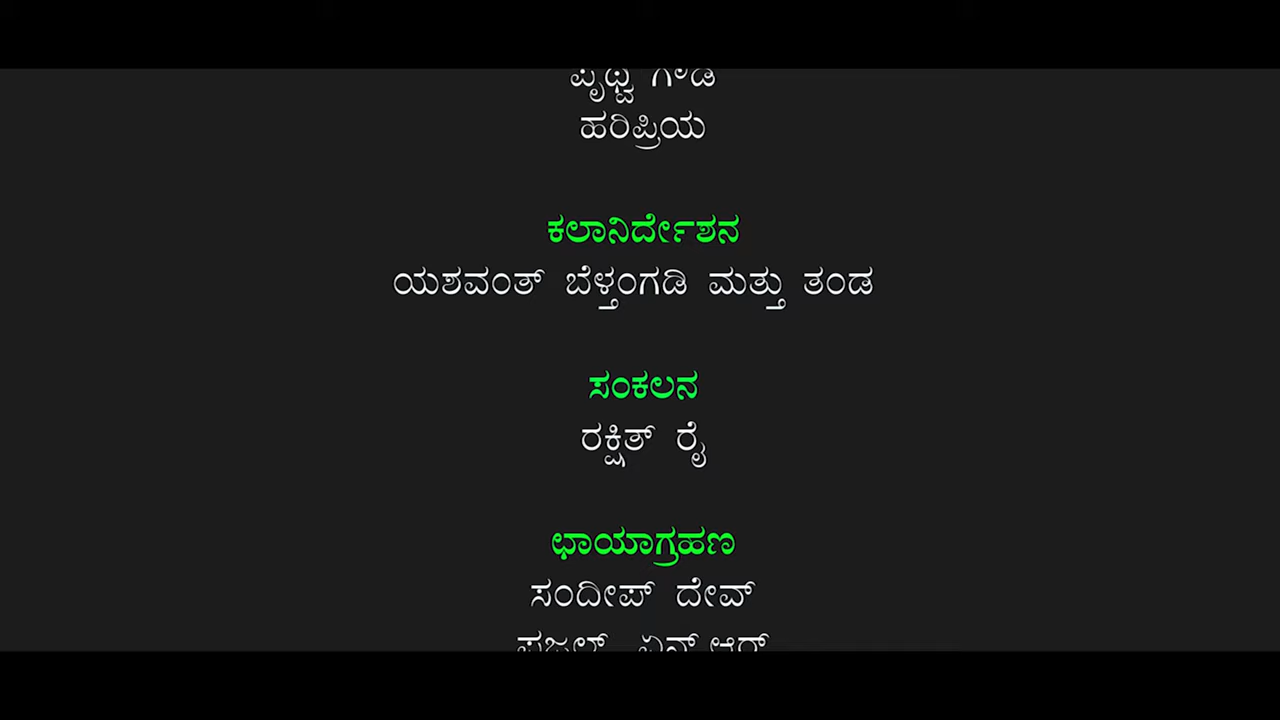 ಹರಿಪ್ರಿಯ
ಕಲಾನಿರ್ದೇಶನ
ಯಶವಂತ್ ಬೆಳ್ತಂಗಡಿ ಮತ್ತು ತಂಡ
ಸಂಕಲನ
ರಕ್ಷಿತ್ ರೈ
ಛಾಯಾಗ್ರಹಣ
ಸಂದೀಪ್ ದೇವ್